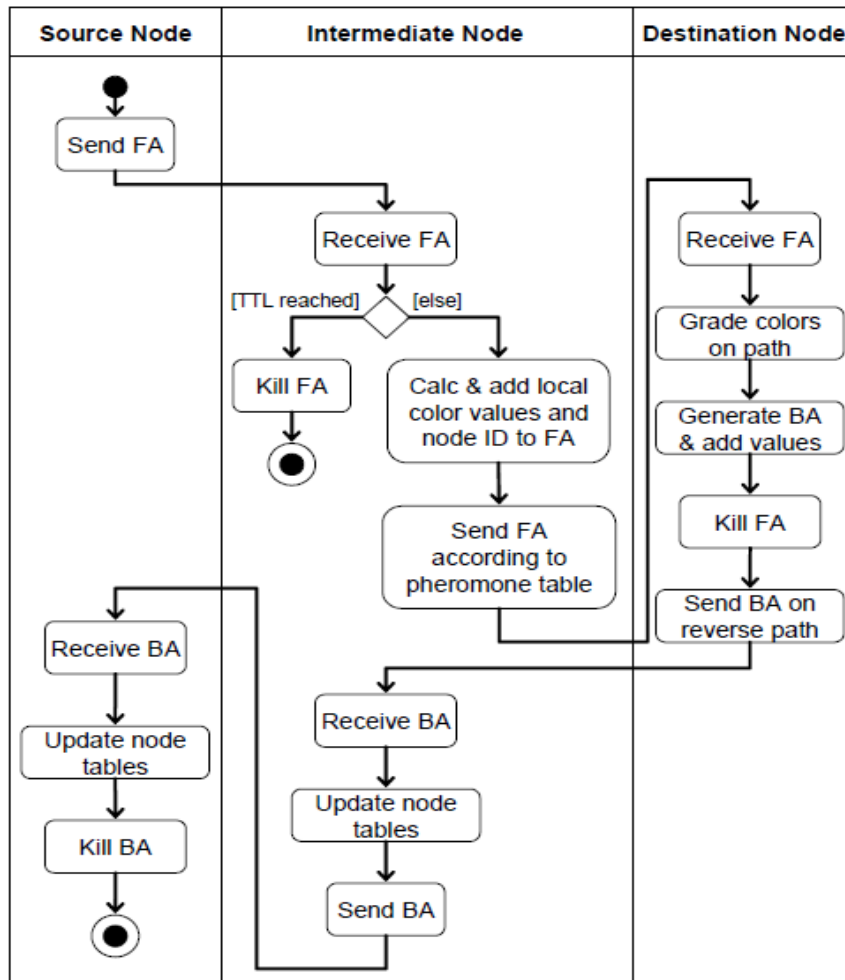 Source Node
Intermediate Node
Destination Node
Send FA
Receive FA
[TTL reached]
[else]
Kill FA
Calc & add local
color values and
node ID to FA
Send FA
according to
pheromone table
Receive FA
Grade colors
on path
Generate BA
& add values
Kill FA
Send BA on
reverse path
Receive BA
Update node
tables
Send BA
Receive BA
Update node
tables
Kill BA